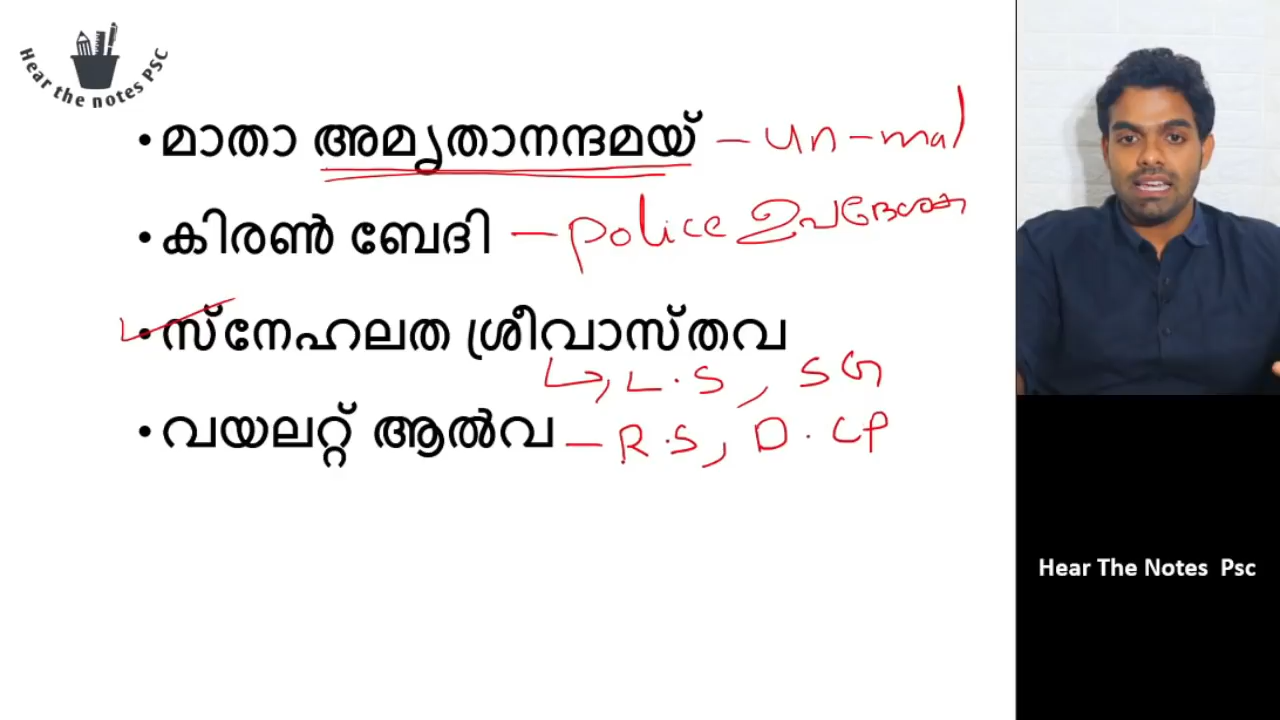 Hear the notes PSC
• മാതാ അമൃതാനന്ദമയ് – un-mal
• കിരൺ ബേദി – police ഉപദേശക
• സ്നേഹലത ശ്രീവാസ്തവ
L.S, SG
• വയലറ്റ് ആൽവ – R.S, D.CP
Hear The Notes Psc